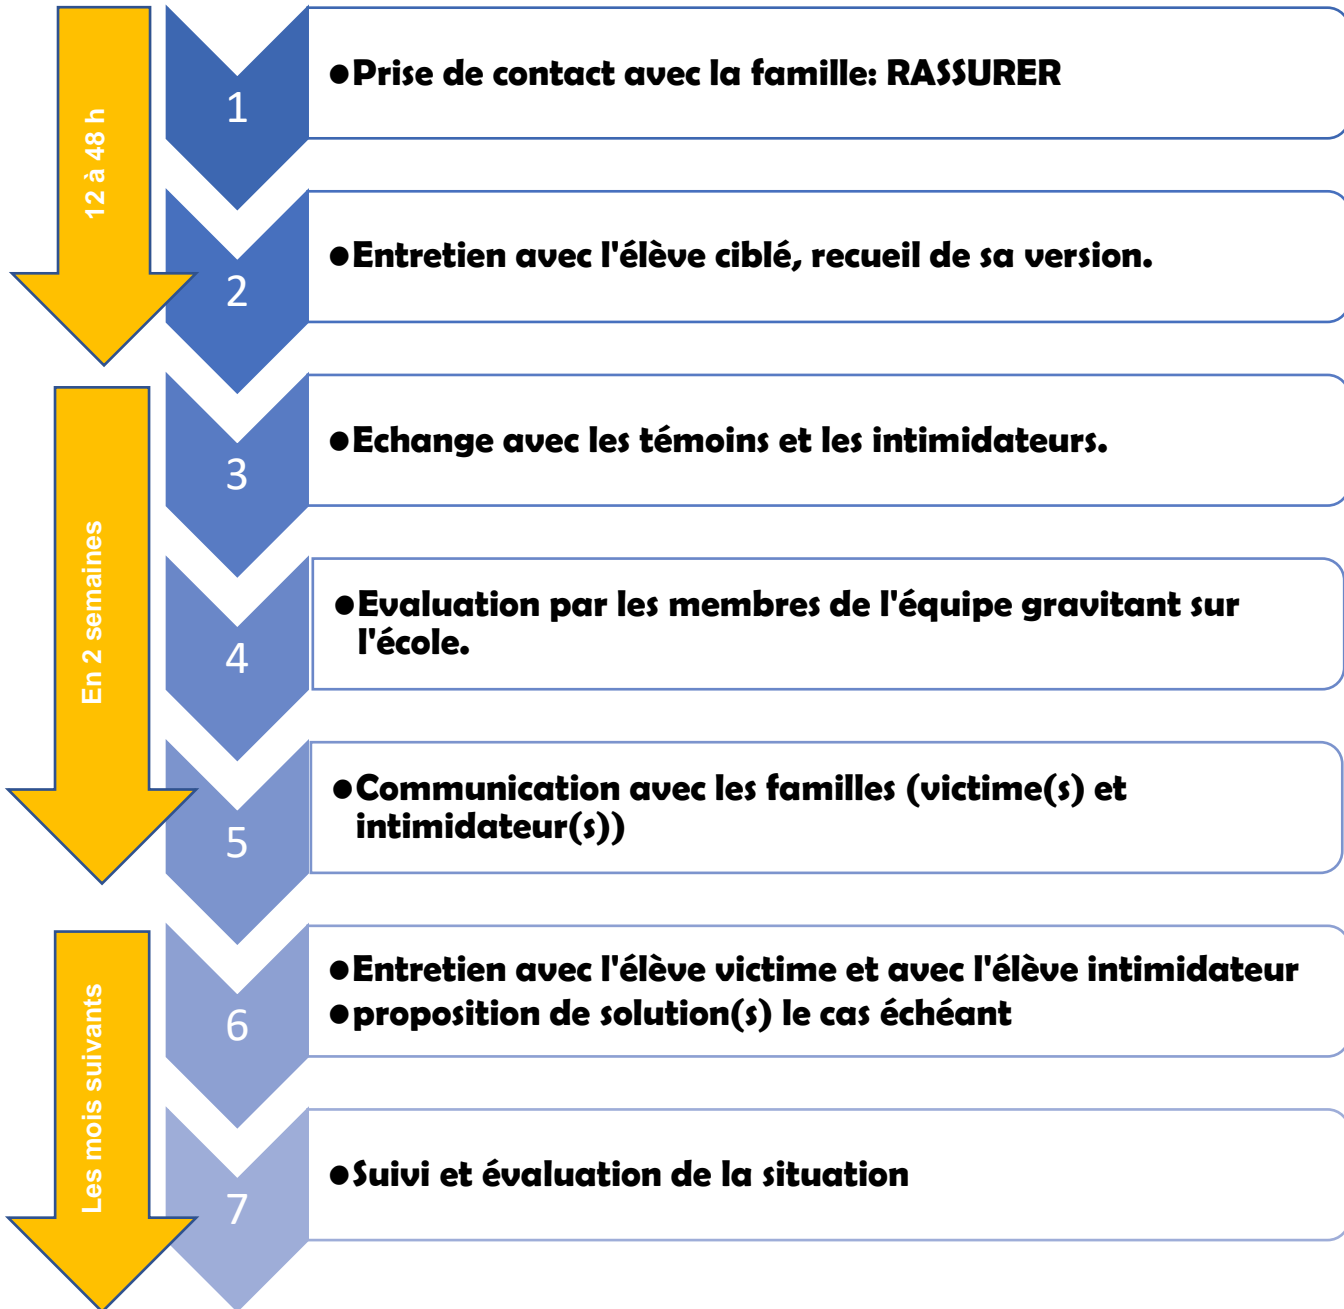 12 à 48 h
1
●Prise de contact avec la famille: RASSURER
2
●Entretien avec l'élève ciblé, recueil de sa version.
En 2 semaines
3
●Echange avec les témoins et les intimidateurs.
4
●Evaluation par les membres de l'équipe gravitant sur
l'école.
5
●Communication avec les familles (victime(s) et
intimidateur(s))
Les mois suivants
6
●Entretien avec l'élève victime et avec l'élève intimidateur
●proposition de solution(s) le cas échéant
7
●Suivi et évaluation de la situation